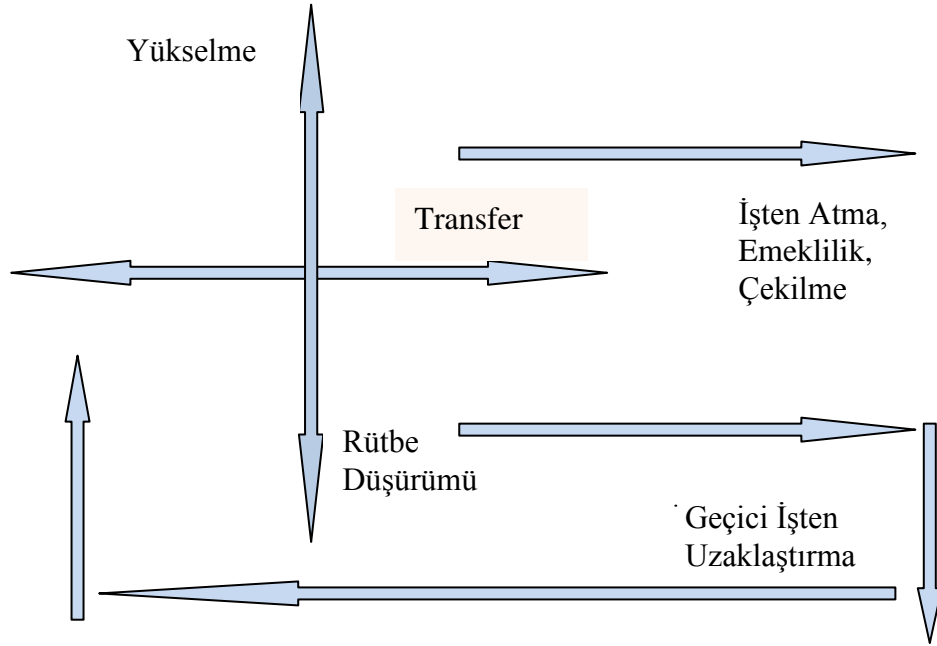 Yükselme
Transfer
İşten Atma,
Emeklilik,
Çekilme
Rütbe
Düşürümü
Geçici İşten
Uzaklaştırma